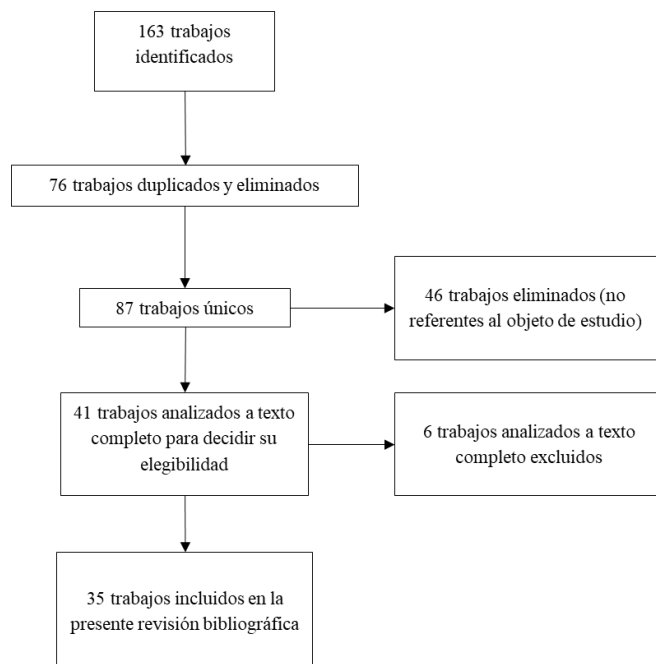 163 trabajos
identificados
76 trabajos duplicados y eliminados
87 trabajos únicos
46 trabajos eliminados (no
referentes al objeto de estudio)
41 trabajos analizados a texto
completo para decidir su
elegibilidad
6 trabajos analizados a texto
completo excluidos
35 trabajos incluidos en la
presente revisión bibliográfica